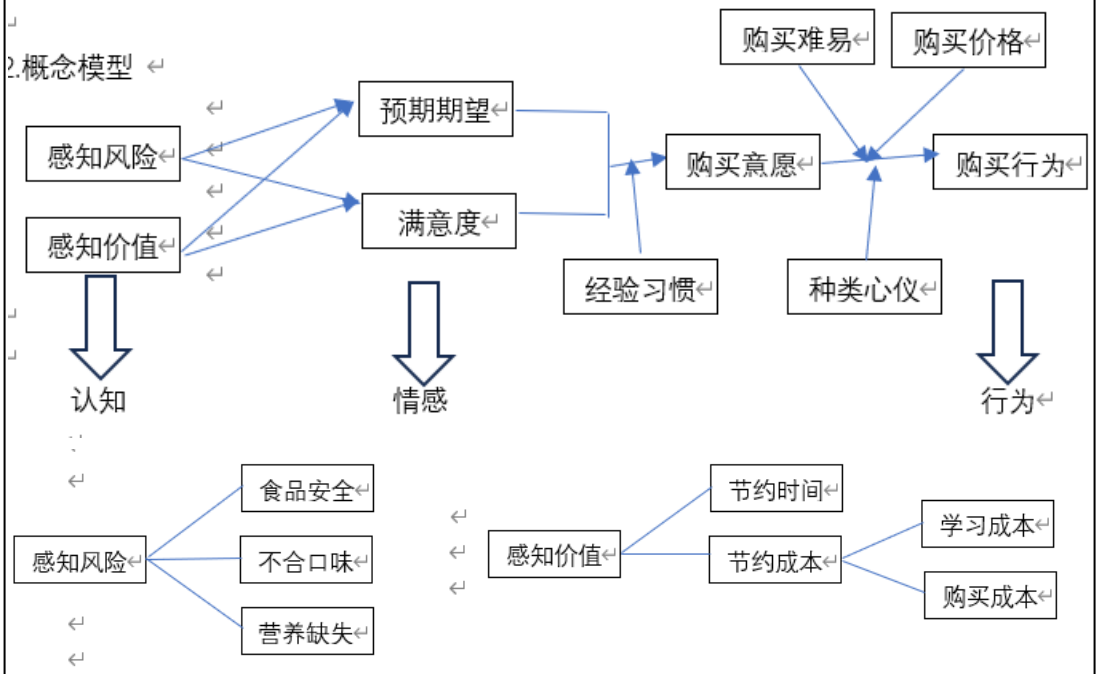 购买难易
购买价格
2.概念模型
预期期望
感知风险
购买意愿
购买行为
满意度
感知价值
经验习惯
种类心仪
认知
情感
行为
食品安全
节约时间
学习成本
感知风险
不合口味
感知价值
节约成本
购买成本
营养缺失